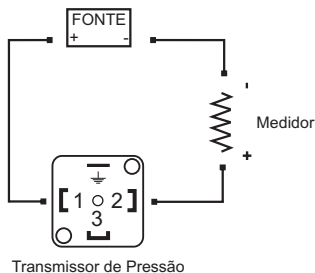 FONTE
+ -
-
Medidor
+
1 2
3
Transmissor de Pressão